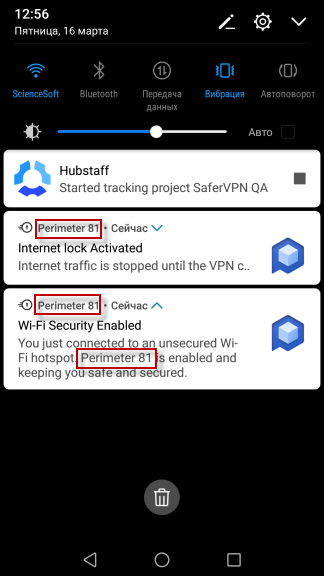 12:56
Пятница, 16 марта
ScienceSoft
Bluetooth
Передача
данных
Вибрация
Автоповорот
Авто
Hubstaff
Started tracking project SaferVPN QA
Perimeter 81 • Сейчас
Internet lock Activated
Internet traffic is stopped until the VPN c..
Perimeter 81 • Сейчас
Wi-Fi Security Enabled
You just connected to an unsecured Wi-
Fi hotspot. Perimeter 81 is enabled and
keeping you safe and secured.